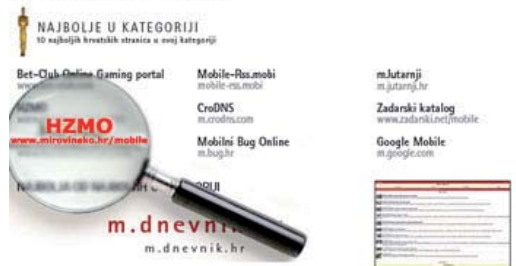 NAJBOLJE U KATEGORIJI
10 najboljih hrvatskih stranica u ovoj kategoriji
Bet-Club Online Gaming portal
Mobile-Rss.mobi
mobile-rss.mobi
m.Jutarnji
m.jutarnji.hr
HZMO
www.mirovinsko.hr/mobile
CroDNS
m.crodns.com
Zadarski katalog
www.zadarski.net/mobile
Mobilni Bug Online
m.bug.hr
Google Mobile
m.google.com
m.dnevn
m.dnevnik.hr